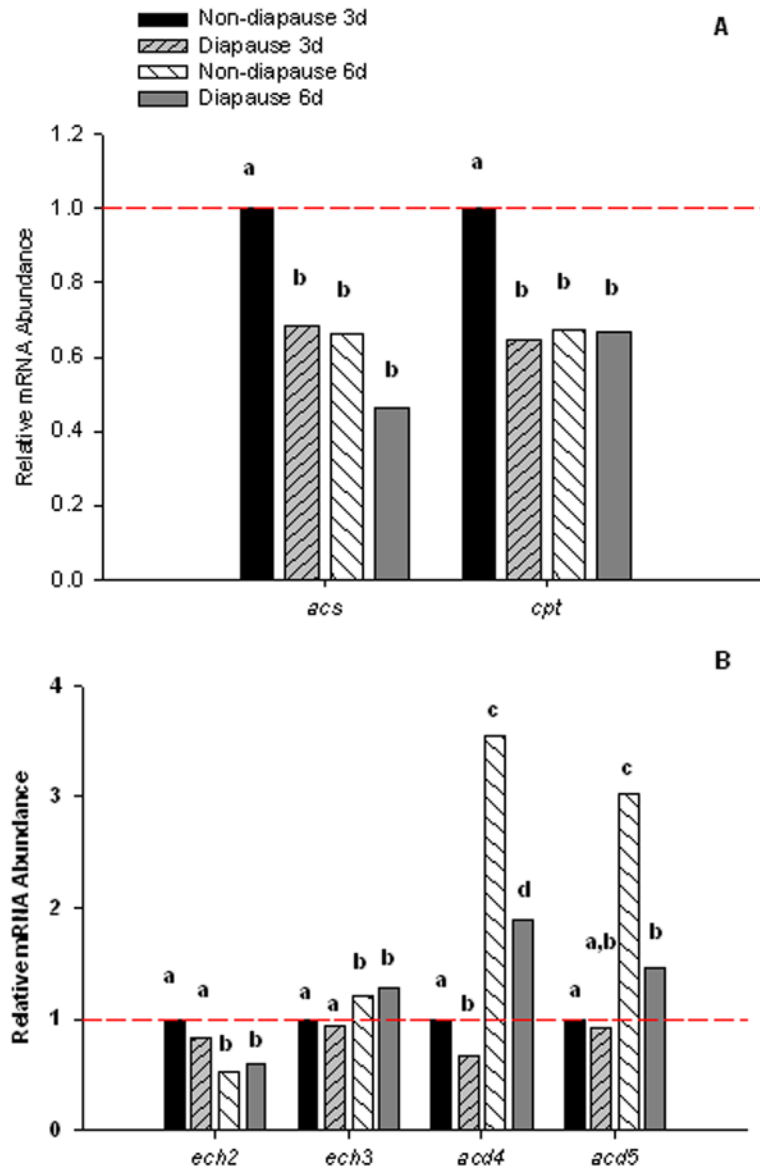 Non-diapause 3d
Diapause 3d
Non-diapause 6d
Diapause 6d
A
1.2
1.0
0.8
0.6
0.4
0.2
0.0
Relative mRNA Abundance
a
b
b
b
a
b
b
b
acs
cpt
B
4
3
2
1
0
Relative mRNA Abundance
a
a
b
b
a
a
b
b
a
b
c
d
a
a,b
c
b
ech2
ech3
acd4
acd5